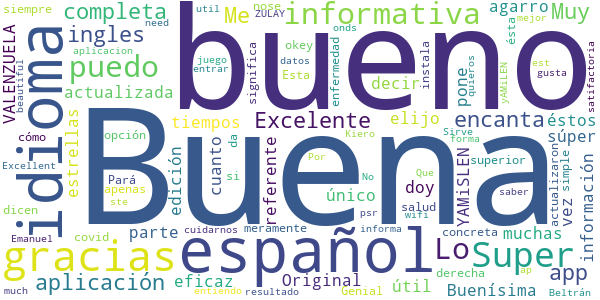 siempre
completa
Me
need
util
ZULAY
nose
bueno
informativa
agarro
Muy
est
mejor
VALENZUELA
beautiful
idioma
ingles
aplicacion
puedo
actualizada
juego
entrar
okey
datos
Esta
significa
enfermedad
onds
decir
instala
pone
quieros
yAMiLEN
ésta
gusta
satisfactoria
estrellas
cómo
Excellent
opción
tiempos
Excelente
elijo
encanta
éstos
súper
Buena
Pará
apenas
ste
edición
da
cuanto
si
referente
Kiero
Por
único
No
doy
salud
wifi
YAMiSLEN
Sirve
forma
Que
superior
saber
actualizaron
vez
simple
información
dicen
Emanuel
covid
parte
cuidarnos
meramente
psr
informa
concreta
muchas
gracias
español
Lo
Super
app
derecha
ap
much
aplicación
entiendo
eficaz
resultado
Original
Genial
útil
Buenísima
Beltrán